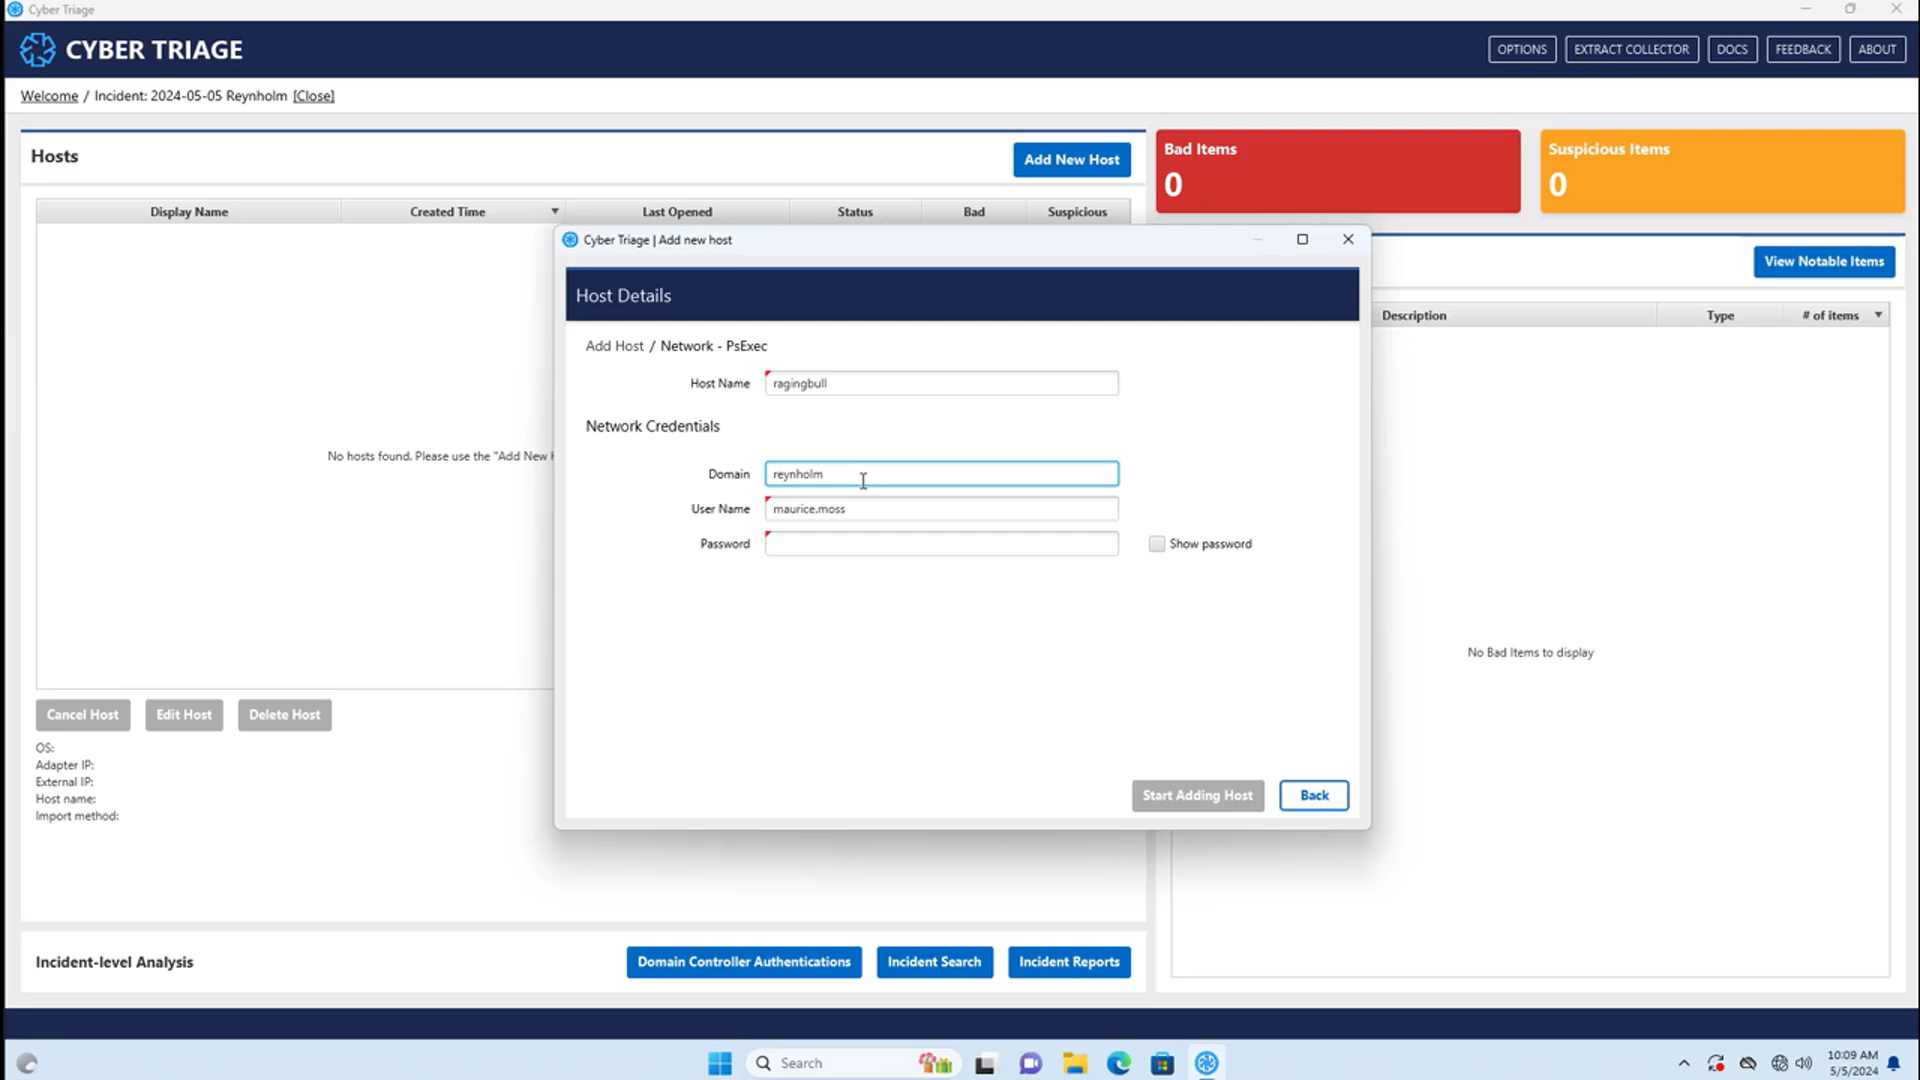 Cyber Triage
CYBER TRIAGE
OPTIONS
EXTRACT COLLECTOR
DOCS
FEEDBACK
ABOUT
Welcome / Incident: 2024-05-05 Reynholm [Close]
Hosts
Add New Host
Display Name
Created Time
Last Opened
Status
Bad
Suspicious
No hosts found. Please use the "Add New
Cancel Host
Edit Host
Delete Host
OS:
Adapter IP:
External IP:
Host name:
Import method:
Bad Items
0
Suspicious Items
0
View Notable Items
Description
Type
# of items
No Bad Items to display
Cyber Triage | Add new host
Host Details
Add Host / Network - PsExec
Host Name
ragingbull
Network Credentials
Domain
reynholm
User Name
maurice.moss
Password
Show password
Start Adding Host
Back
Incident-level Analysis
Domain Controller Authentications
Incident Search
Incident Reports
Search
10:09 AM
5/5/2024